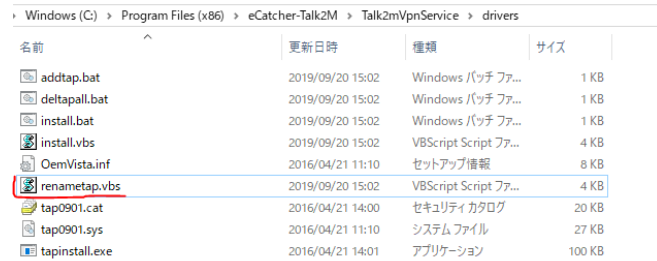 › Windows (C:) › Program Files (x86) › eCatcher-Talk2M › Talk2mVpnService › drivers
名前 更新日時 種類 サイズ
addtap.bat 2019/09/20 15:02 Windows バッチ ファ... 1 KB
deltapall.bat 2019/09/20 15:02 Windows バッチ ファ... 1 KB
install.bat 2019/09/20 15:02 Windows バッチ ファ... 1 KB
install.vbs 2019/09/20 15:02 VBScript Script ファ... 4 KB
OemVista.inf 2016/04/21 11:10 セットアップ情報 8 KB
renametap.vbs 2019/09/20 15:02 VBScript Script ファ... 4 KB
tap0901.cat 2016/04/21 14:00 セキュリティ カタログ 20 KB
tap0901.sys 2016/04/21 11:10 システム ファイル 27 KB
tapinstall.exe 2016/04/21 14:01 アプリケーション 100 KB